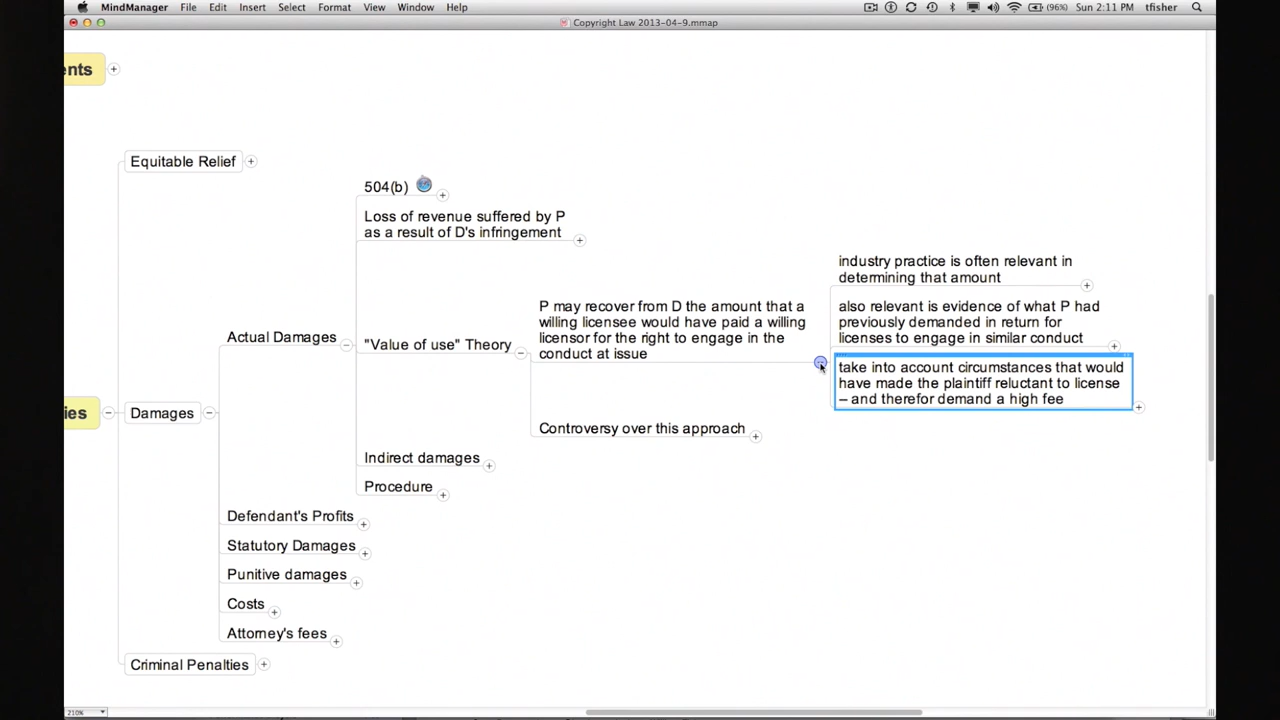 MindManager File Edit Insert Select Format View Window Help (96%) Sun 2:11 PM tfisher
Copyright Law 2013-04-9.mmap
ents
Equitable Relief
504(b)
Loss of revenue suffered by P
as a result of D's infringement
industry practice is often relevant in
determining that amount
P may recover from D the amount that a
willing licensee would have paid a willing
licensor for the right to engage in the
conduct at issue
also relevant is evidence of what P had
previously demanded in return for
licenses to engage in similar conduct
Actual Damages
"Value of use" Theory
take into account circumstances that would
have made the plaintiff reluctant to license
– and therefor demand a high fee
ies
Damages
Controversy over this approach
Indirect damages
Procedure
Defendant's Profits
Statutory Damages
Punitive damages
Costs
Attorney's fees
Criminal Penalties
210%